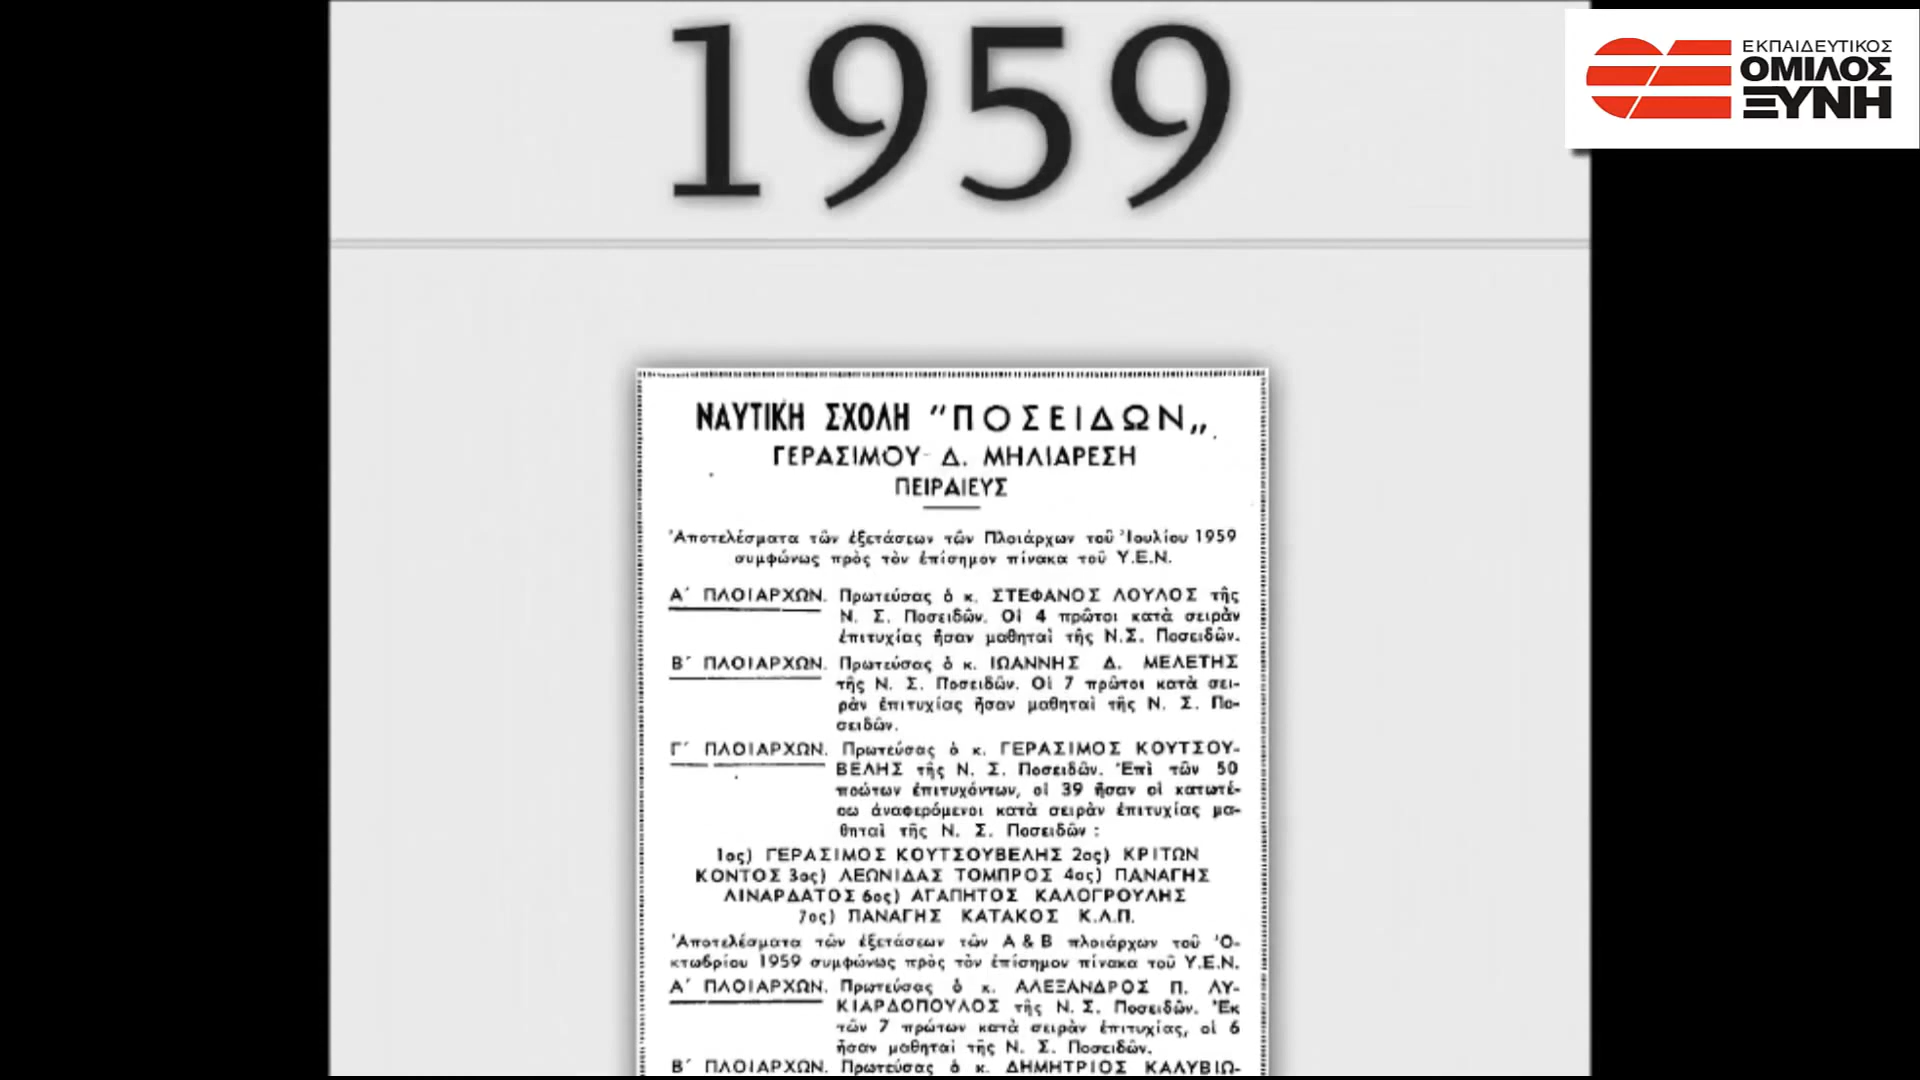 1959
ΕΚΠΑΙΔΕΥΤΙΚΟΣ
ΟΜΙΛΟΣ
ΞΥΝΗ
ΝΑΥΤΙΚΗ ΣΧΟΛΗ "ΠΟΣΕΙΔΩΝ„
ΓΕΡΑΣΙΜΟΥ Δ. ΜΗΛΙΑΡΕΣΗ
ΠΕΙΡΑΙΕΥΣ
Ἀποτελέσματα τῶν ἐξετάσεων τῶν Πλοιάρχων τοῦ Ἰουλίου 1959
συμφώνως πρὸς τὸν ἐπίσημον πίνακα τοῦ Υ.Ε.Ν.
Α΄ ΠΛΟΙΑΡΧΩΝ. Πρωτεύσας ὁ κ. ΣΤΕΦΑΝΟΣ ΛΟΥΛΟΣ τῆς
Ν. Σ. Ποσειδῶν. Οἱ 4 πρῶτοι κατὰ σειρὰν
ἐπιτυχίας ἦσαν μαθηταὶ τῆς Ν.Σ. Ποσειδῶν.
Β΄ ΠΛΟΙΑΡΧΩΝ. Πρωτεύσας ὁ κ. ΙΩΑΝΝΗΣ Δ. ΜΕΛΕΤΗΣ
τῆς Ν. Σ. Ποσειδῶν. Οἱ 7 πρῶτοι κατὰ σει-
ρὰν ἐπιτυχίας ἦσαν μαθηταὶ τῆς Ν. Σ. Πο-
σειδῶν.
Γ΄ ΠΛΟΙΑΡΧΩΝ. Πρωτεύσας ὁ κ. ΓΕΡΑΣΙΜΟΣ ΚΟΥΤΣΟΥ-
ΒΕΛΗΣ τῆς Ν. Σ. Ποσειδῶν. Ἐπὶ τῶν 50
πρώτων ἐπιτυχόντων, οἱ 39 ἦσαν οἱ κατωτέ-
ρω ἀναφερόμενοι κατὰ σειρὰν ἐπιτυχίας μα-
θηταὶ τῆς Ν. Σ. Ποσειδῶν :
1ος) ΓΕΡΑΣΙΜΟΣ ΚΟΥΤΣΟΥΒΕΛΗΣ 2ος) ΚΡΙΤΩΝ
ΚΟΝΤΟΣ 3ος) ΛΕΩΝΙΔΑΣ ΤΟΜΠΡΟΣ 4ος) ΠΑΝΑΓΗΣ
ΛΙΝΑΡΔΑΤΟΣ 6ος) ΑΓΑΠΗΤΟΣ ΚΑΛΟΓΡΟΥΛΗΣ
7ος) ΠΑΝΑΓΗΣ ΚΑΤΑΚΟΣ Κ.Λ.Π.
Ἀποτελέσματα τῶν ἐξετάσεων τῶν Α & Β πλοιάρχων τοῦ Ὀ-
κτωβρίου 1959 συμφώνως πρὸς τὸν ἐπίσημον πίνακα τοῦ Υ.Ε.Ν.
Α΄ ΠΛΟΙΑΡΧΩΝ. Πρωτεύσας ὁ κ. ΑΛΕΞΑΝΔΡΟΣ Π. ΛΥ-
ΚΙΑΡΔΟΠΟΥΛΟΣ τῆς Ν. Σ. Ποσειδῶν. Ἐκ
τῶν 7 πρώτων κατὰ σειρὰν ἐπιτυχίας, οἱ 6
ἦσαν μαθηταὶ τῆς Ν. Σ. Ποσειδῶν.
Β΄ ΠΛΟΙΑΡΧΩΝ. Πρωτεύσας ὁ κ. ΔΗΜΗΤΡΙΟΣ ΚΑΛΥΒΙΩ-